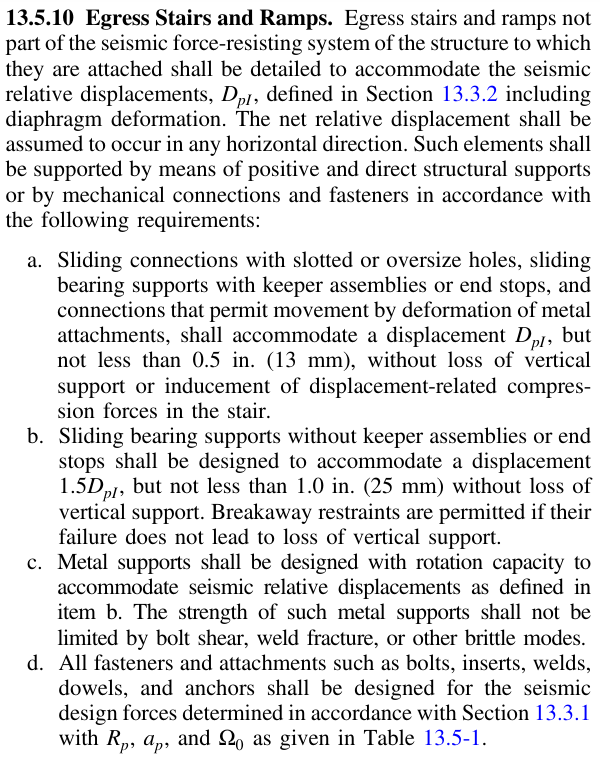 13.5.10 Egress Stairs and Ramps. Egress stairs and ramps not
part of the seismic force-resisting system of the structure to which
they are attached shall be detailed to accommodate the seismic
relative displacements, DpI, defined in Section 13.3.2 including
diaphragm deformation. The net relative displacement shall be
assumed to occur in any horizontal direction. Such elements shall
be supported by means of positive and direct structural supports
or by mechanical connections and fasteners in accordance with
the following requirements:
a. Sliding connections with slotted or oversize holes, sliding
bearing supports with keeper assemblies or end stops, and
connections that permit movement by deformation of metal
attachments, shall accommodate a displacement DpI, but
not less than 0.5 in. (13 mm), without loss of vertical
support or inducement of displacement-related compres-
sion forces in the stair.
b. Sliding bearing supports without keeper assemblies or end
stops shall be designed to accommodate a displacement
1.5DpI, but not less than 1.0 in. (25 mm) without loss of
vertical support. Breakaway restraints are permitted if their
failure does not lead to loss of vertical support.
c. Metal supports shall be designed with rotation capacity to
accommodate seismic relative displacements as defined in
item b. The strength of such metal supports shall not be
limited by bolt shear, weld fracture, or other brittle modes.
d. All fasteners and attachments such as bolts, inserts, welds,
dowels, and anchors shall be designed for the seismic
design forces determined in accordance with Section 13.3.1
with Rp, ap, and Ω0 as given in Table 13.5-1.